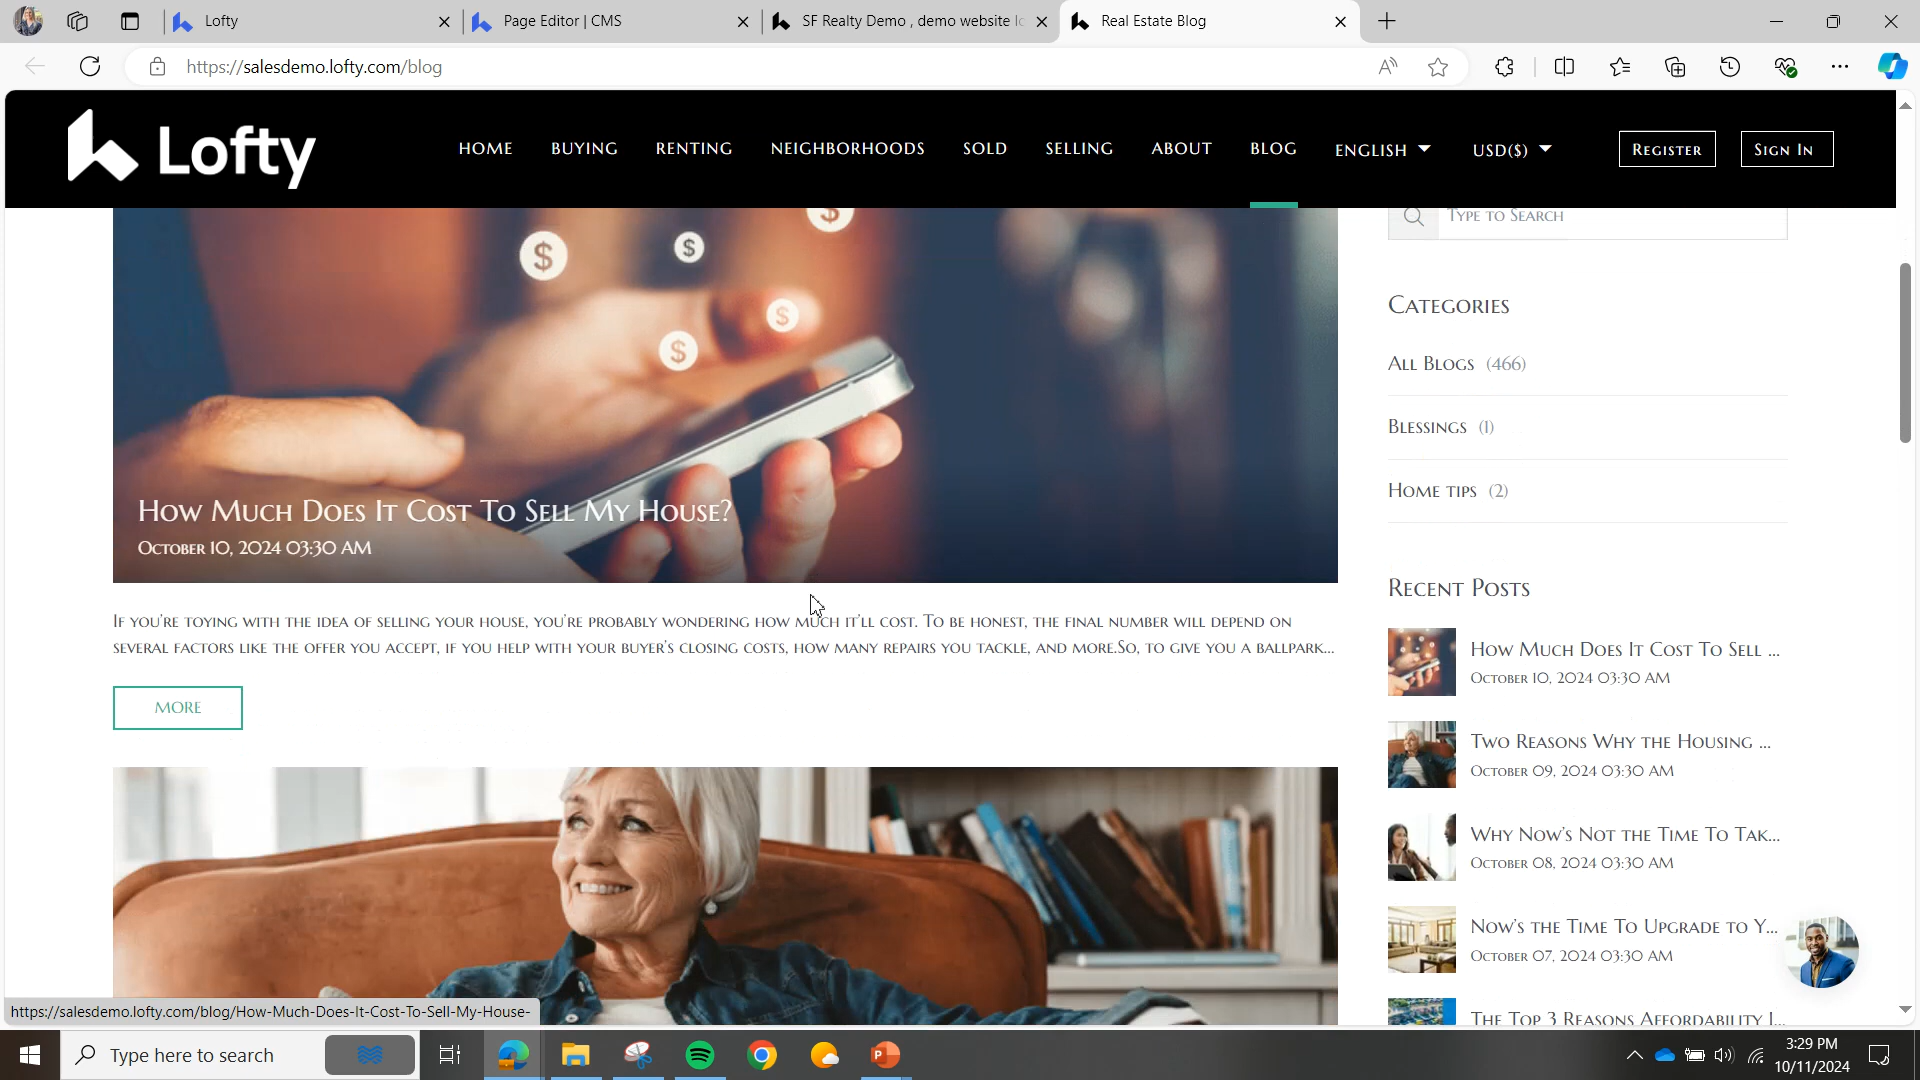 Lofty
Page Editor | CMS
SF Realty Demo , demo website lo
Real Estate Blog
https://salesdemo.lofty.com/blog
Lofty
HOME
BUYING
RENTING
NEIGHBORHOODS
SOLD
SELLING
ABOUT
BLOG
ENGLISH
USD($)
REGISTER
SIGN IN
TYPE TO SEARCH
$
$
$
$
$
HOW MUCH DOES IT COST TO SELL MY HOUSE?
OCTOBER 10, 2024 03:30 AM
IF YOU'RE TOYING WITH THE IDEA OF SELLING YOUR HOUSE, YOU'RE PROBABLY WONDERING HOW MUCH IT'LL COST. TO BE HONEST, THE FINAL NUMBER WILL DEPEND ON
SEVERAL FACTORS LIKE THE OFFER YOU ACCEPT, IF YOU HELP WITH YOUR BUYER'S CLOSING COSTS, HOW MANY REPAIRS YOU TACKLE, AND MORE.SO, TO GIVE YOU A BALLPARK...
MORE
CATEGORIES
ALL BLOGS (466)
BLESSINGS (1)
HOME TIPS (2)
RECENT POSTS
HOW MUCH DOES IT COST TO SELL ...
OCTOBER 10, 2024 03:30 AM
TWO REASONS WHY THE HOUSING ...
OCTOBER 09, 2024 03:30 AM
WHY NOW'S NOT THE TIME TO TAK...
OCTOBER 08, 2024 03:30 AM
NOW'S THE TIME TO UPGRADE TO Y...
OCTOBER 07, 2024 03:30 AM
THE TOP 3 REASONS AFFORDABILITY I...
https://salesdemo.lofty.com/blog/How-Much-Does-It-Cost-To-Sell-My-House-
Type here to search
3:29 PM
10/11/2024